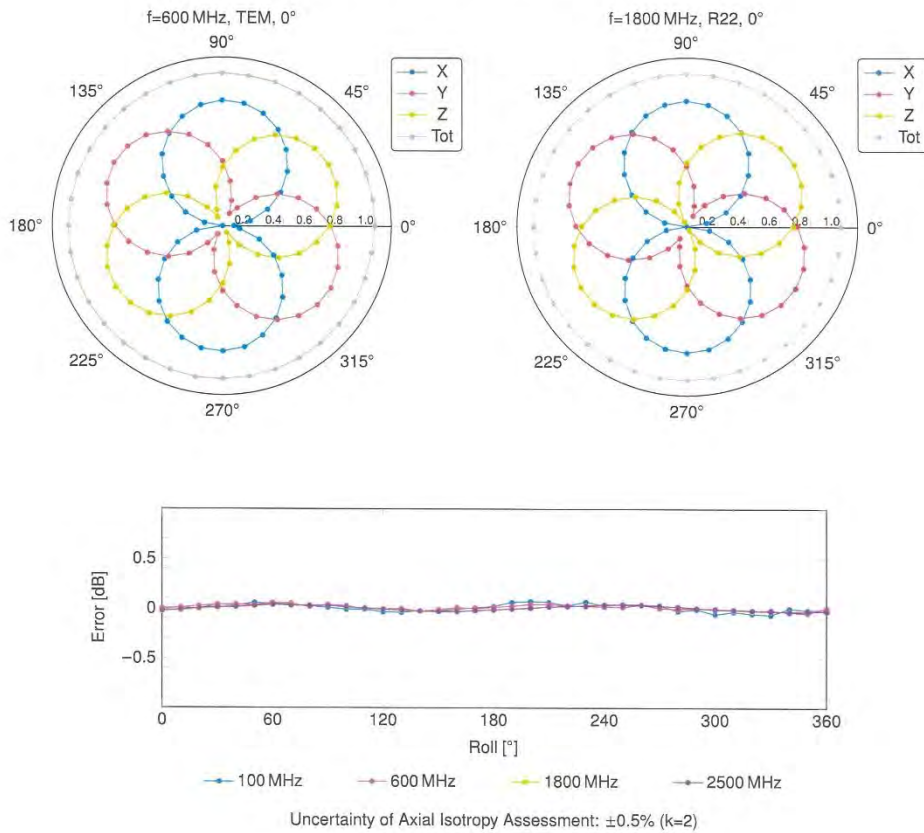 f=600 MHz, TEM, 0°
90°
135°
45°
180°
0°
225°
315°
270°
0.2 0.4 0.6 0.8 1.0
X
Y
Z
Tot
f=1800 MHz, R22, 0°
90°
135°
45°
180°
0°
225°
315°
270°
0.2 0.4 0.6 0.8 1.0
X
Y
Z
Tot
Error [dB]
0.5
0
−0.5
0 60 120 180 240 300 360
Roll [°]
100 MHz 600 MHz 1800 MHz 2500 MHz
Uncertainty of Axial Isotropy Assessment: ±0.5% (k=2)